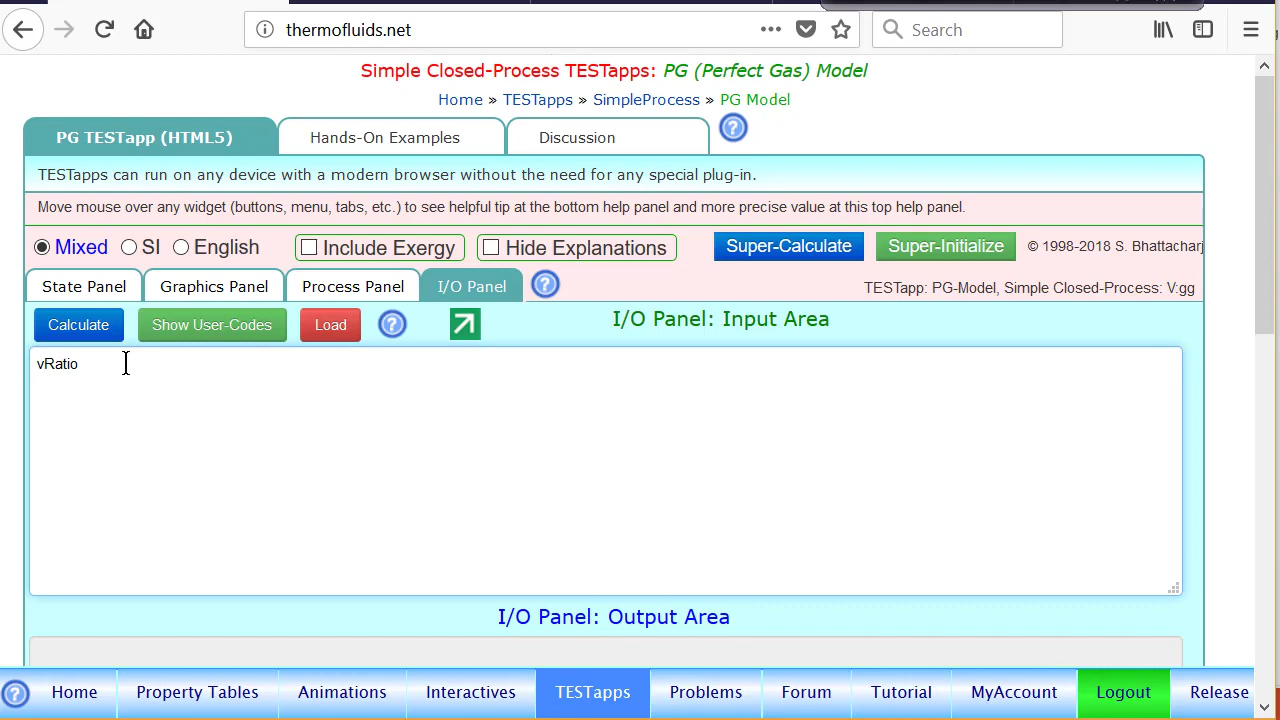 thermofluids.net
Search
Simple Closed-Process TESTapps: PG (Perfect Gas) Model
Home » TESTapps » SimpleProcess » PG Model
PG TESTapp (HTML5)
Hands-On Examples
Discussion
?
TESTapps can run on any device with a modern browser without the need for any special plug-in.
Move mouse over any widget (buttons, menu, tabs, etc.) to see helpful tip at the bottom help panel and more precise value at this top help panel.
Mixed
SI
English
Include Exergy
Hide Explanations
Super-Calculate
Super-Initialize
© 1998-2018 S. Bhattacharj
State Panel
Graphics Panel
Process Panel
I/O Panel
?
TESTapp: PG-Model, Simple Closed-Process: V:gg
Calculate
Show User-Codes
Load
?
I/O Panel: Input Area
vRatio
I/O Panel: Output Area
?
Home
Property Tables
Animations
Interactives
TESTapps
Problems
Forum
Tutorial
MyAccount
Logout
Release